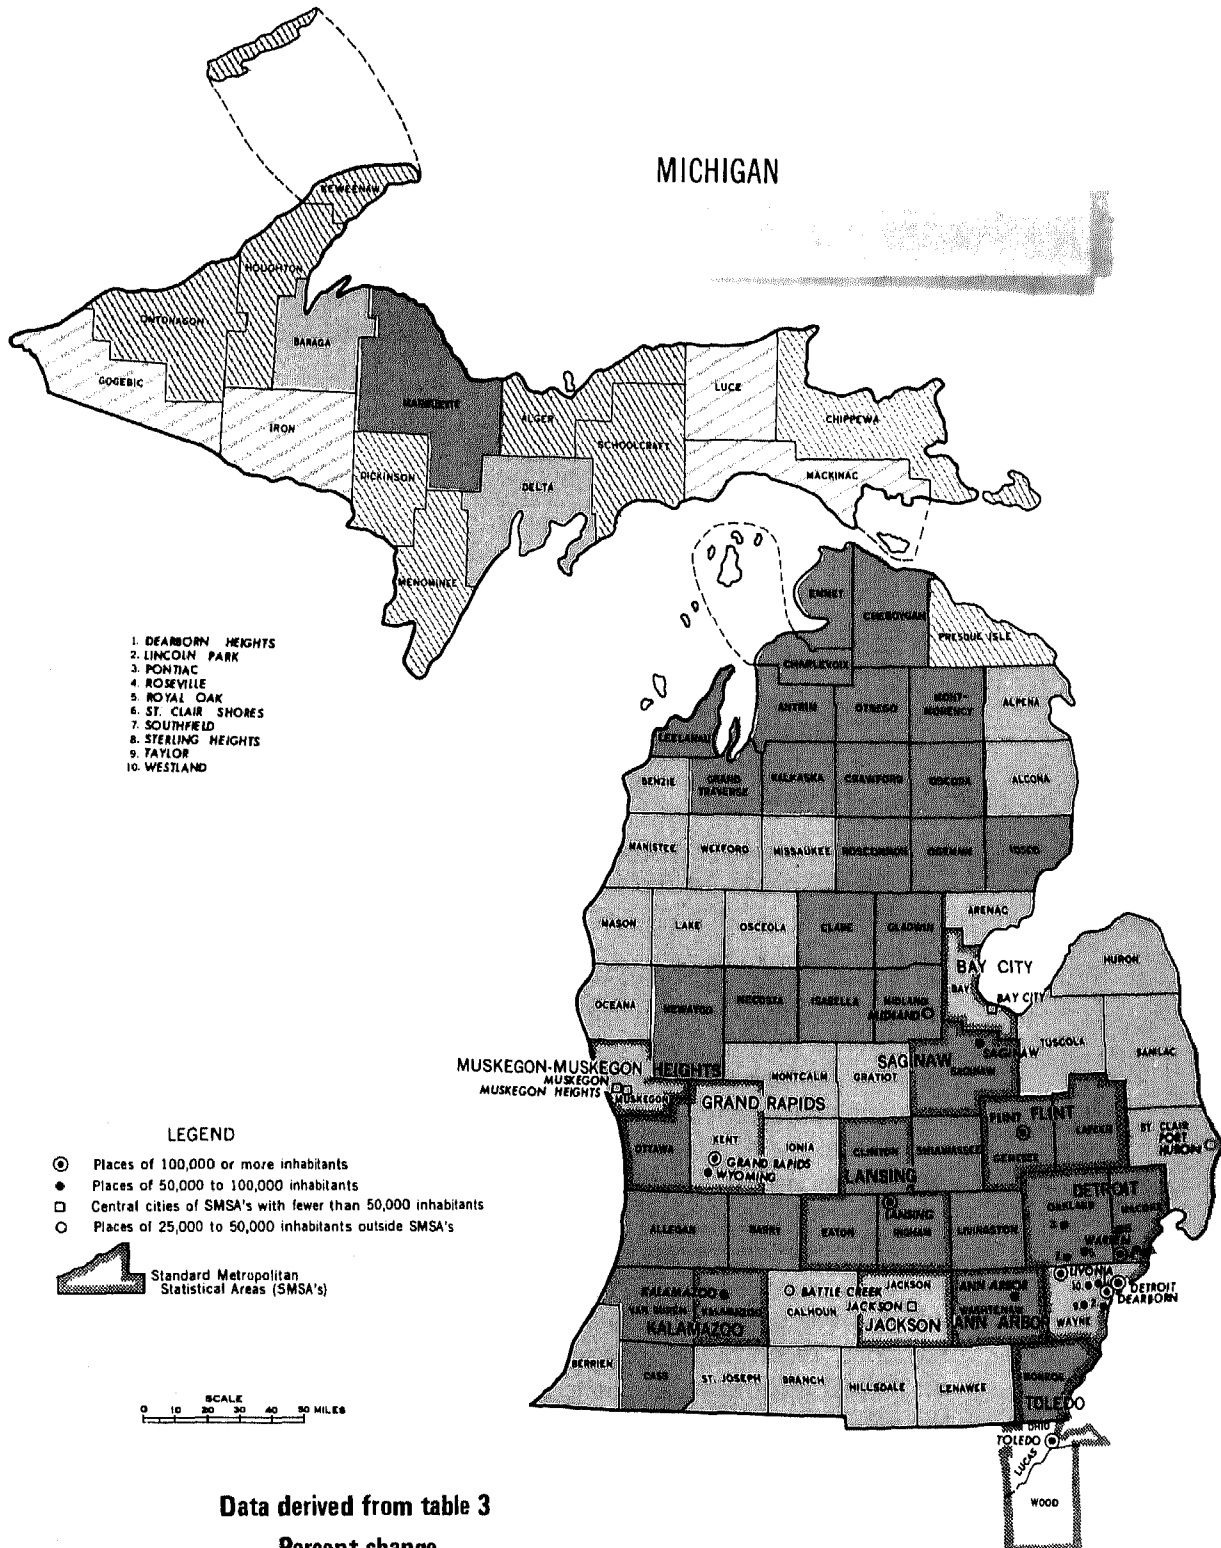 MICHIGAN
KEWEENAW
HOUGHTON
ONTONAGON
BARAGA
GOGEBIC
MARQUETTE
LUCE
IRON
ALGER
CHIPPEWA
SCHOOLCRAFT
DICKINSON
MACKINAC
DELTA
MENOMINEE
EMMET
CHEBOYGAN
PRESQUE ISLE
1. DEARBORN HEIGHTS
2. LINCOLN PARK
3. PONTIAC
4. ROSEVILLE
5. ROYAL OAK
6. ST. CLAIR SHORES
7. SOUTHFIELD
8. STERLING HEIGHTS
9. TAYLOR
10. WESTLAND
CHARLEVOIX
ANTRIM
OTSEGO
MONT-
MORENCY
ALPENA
LEELANAU
BENZIE
GRAND
TRAVERSE
KALKASKA
CRAWFORD
OSCODA
ALCONA
MANISTEE
WEXFORD
MISSAUKEE
ROSCOMMON
OGEMAW
IOSCO
MASON
LAKE
OSCEOLA
CLARE
GLADWIN
ARENAC
HURON
BAY CITY
BAY
BAY CITY
OCEANA
NEWAYGO
MECOSTA
ISABELLA
MIDLAND
MIDLAND
TUSCOLA
SANILAC
SAGINAW
SAGINAW
SAGINAW
MUSKEGON-MUSKEGON HEIGHTS
MUSKEGON
MUSKEGON HEIGHTS
MUSKEGON
MONTCALM
GRATIOT
GRAND RAPIDS
KENT
GRAND RAPIDS
WYOMING
IONIA
OTTAWA
CLINTON
SHIAWASSEE
FLINT
FLINT
GENESEE
LAPEER
ST. CLAIR
PORT
HURON
LANSING
LANSING
INGHAM
EATON
BARRY
ALLEGAN
LIVINGSTON
DETROIT
OAKLAND
MACOMB
3.
WARREN
LIVONIA
10.
DETROIT
DEARBORN
9.
2.
WAYNE
KALAMAZOO
VAN BUREN
KALAMAZOO
KALAMAZOO
BATTLE CREEK
CALHOUN
JACKSON
JACKSON
JACKSON
ANN ARBOR
WASHTENAW
ANN ARBOR
BERRIEN
CASS
ST. JOSEPH
BRANCH
HILLSDALE
LENAWEE
MONROE
TOLEDO
OHIO
TOLEDO
LUCAS
WOOD
LEGEND
Places of 100,000 or more inhabitants
Places of 50,000 to 100,000 inhabitants
Central cities of SMSA's with fewer than 50,000 inhabitants
Places of 25,000 to 50,000 inhabitants outside SMSA's
Standard Metropolitan
Statistical Areas (SMSA's)
SCALE
0 10 20 30 40 50 MILES
Data derived from table 3
Percent change